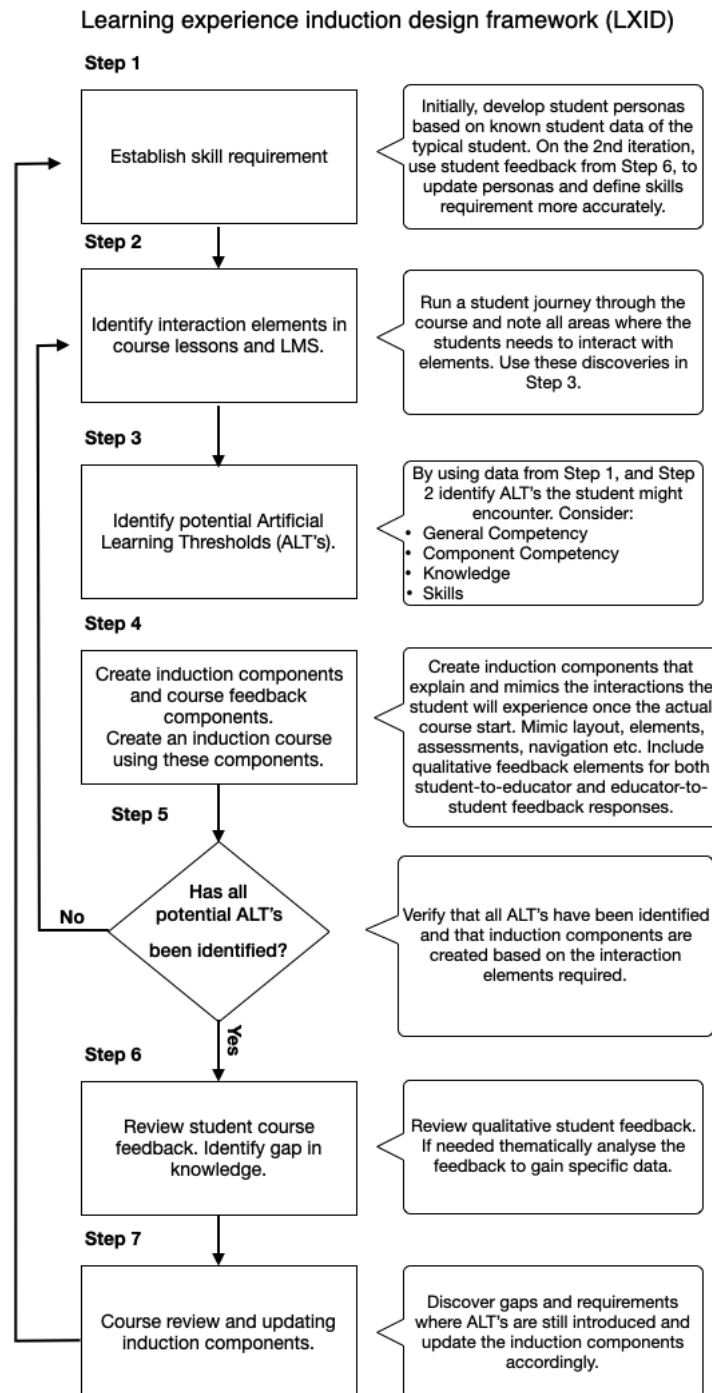 Learning experience induction design framework (LXID)
Step 1
Establish skill requirement
Initially, develop student personas
based on known student data of the
typical student. On the 2nd iteration,
use student feedback from Step 6, to
update personas and define skills
requirement more accurately.
Step 2
Identify interaction elements in
course lessons and LMS.
Run a student journey through the
course and note all areas where the
students needs to interact with
elements. Use these discoveries in
Step 3.
Step 3
Identify potential Artificial
Learning Thresholds (ALT's).
By using data from Step 1, and Step
2 identify ALT's the student might
encounter. Consider:
• General Competency
• Component Competency
• Knowledge
• Skills
Step 4
Create induction components
and course feedback
components.
Create an induction course
using these components.
Create induction components that
explain and mimics the interactions the
student will experience once the actual
course start. Mimic layout, elements,
assessments, navigation etc. Include
qualitative feedback elements for both
student-to-educator and educator-to-
student feedback responses.
Step 5
Has all
potential ALT's
been identified?
No
Verify that all ALT's have been identified
and that induction components are
created based on the interaction
elements required.
Yes
Step 6
Review student course
feedback. Identify gap in
knowledge.
Review qualitative student feedback.
If needed thematically analyse the
feedback to gain specific data.
Step 7
Course review and updating
induction components.
Discover gaps and requirements
where ALT's are still introduced and
update the induction components
accordingly.